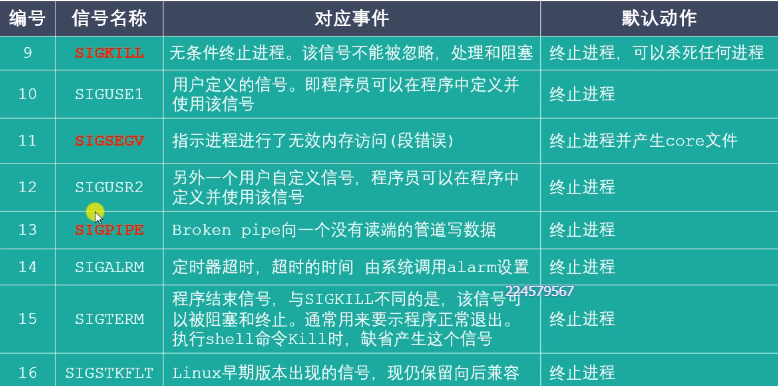 编号 信号名称 对应事件 默认动作
9 SIGKILL 无条件终止进程。该信号不能被忽略，处理和阻塞 终止进程，可以杀死任何进程
10 SIGUSE1 用户定义的信号。即程序员可以在程序中定义并 终止进程
使用该信号
11 SIGSEGV 指示进程进行了无效内存访问(段错误) 终止进程并产生core文件
12 SIGUSR2 另外一个用户自定义信号，程序员可以在程序中 终止进程
定义并使用该信号
13 SIGPIPE Broken pipe向一个没有读端的管道写数据 终止进程
14 SIGALRM 定时器超时，超时的时间 由系统调用alarm设置 终止进程
224579567
程序结束信号，与SIGKILL不同的是，该信号可
15 SIGTERM 以被阻塞和终止。通常用来要示程序正常退出。 终止进程
执行shell命令Kill时，缺省产生这个信号
16 SIGSTKFLT Linux早期版本出现的信号，现仍保留向后兼容 终止进程